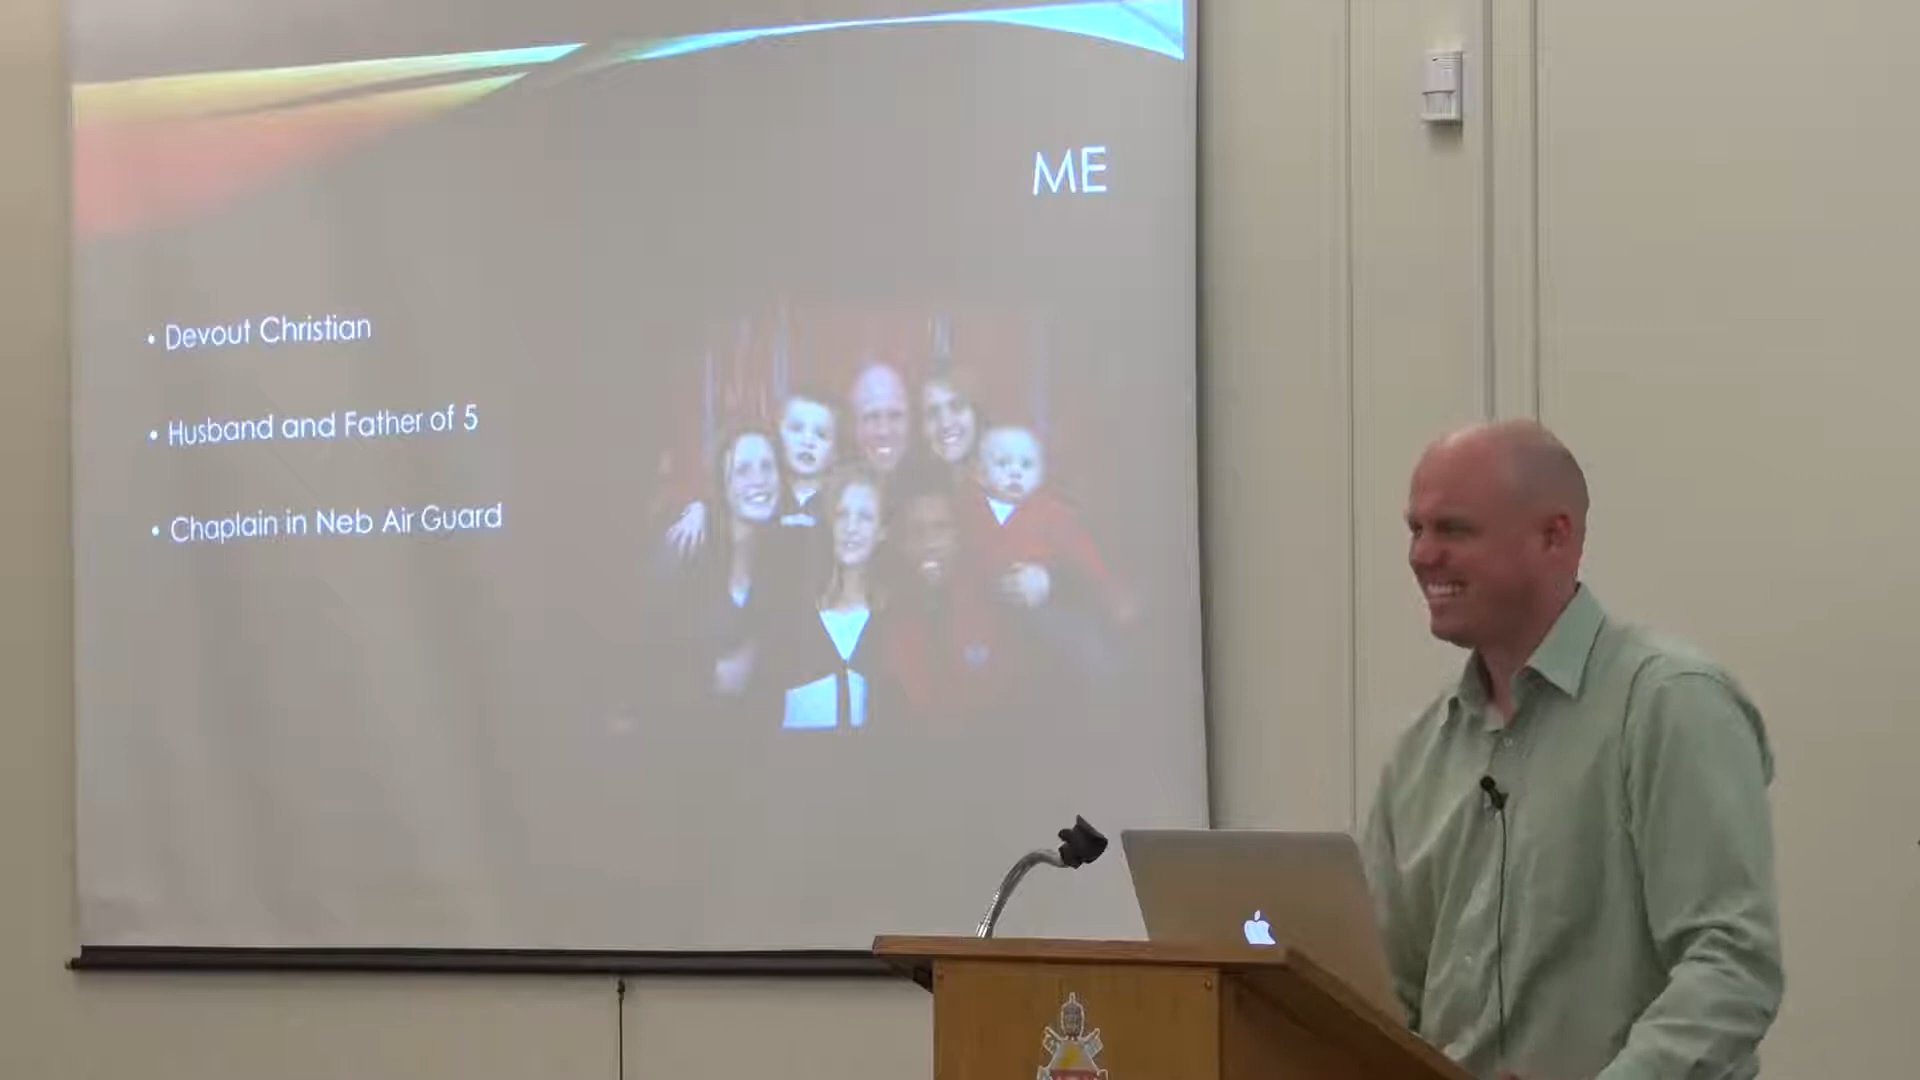 ME
• Devout Christian
• Husband and Father of 5
• Chaplain in Neb Air Guard